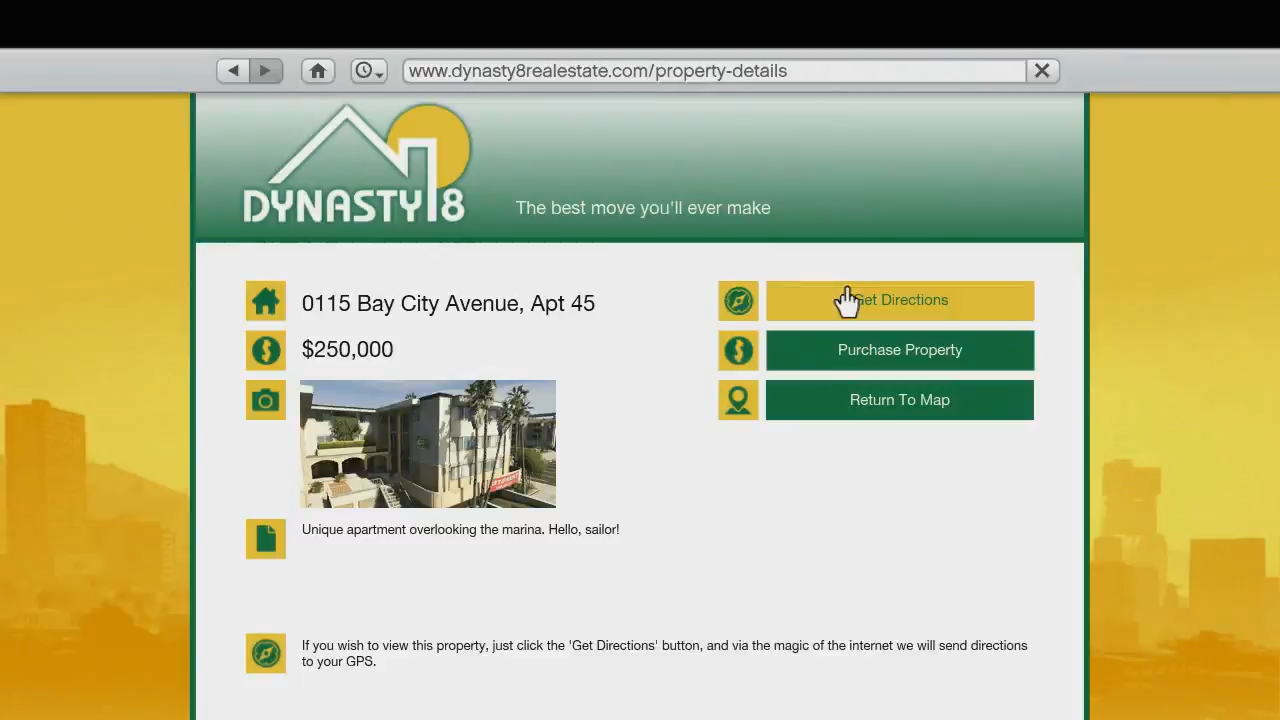 www.dynasty8realestate.com/property-details
DYNASTY 8
The best move you'll ever make
0115 Bay City Avenue, Apt 45
$250,000
Get Directions
Purchase Property
Return To Map
Unique apartment overlooking the marina. Hello, sailor!
If you wish to view this property, just click the 'Get Directions' button, and via the magic of the internet we will send directions
to your GPS.